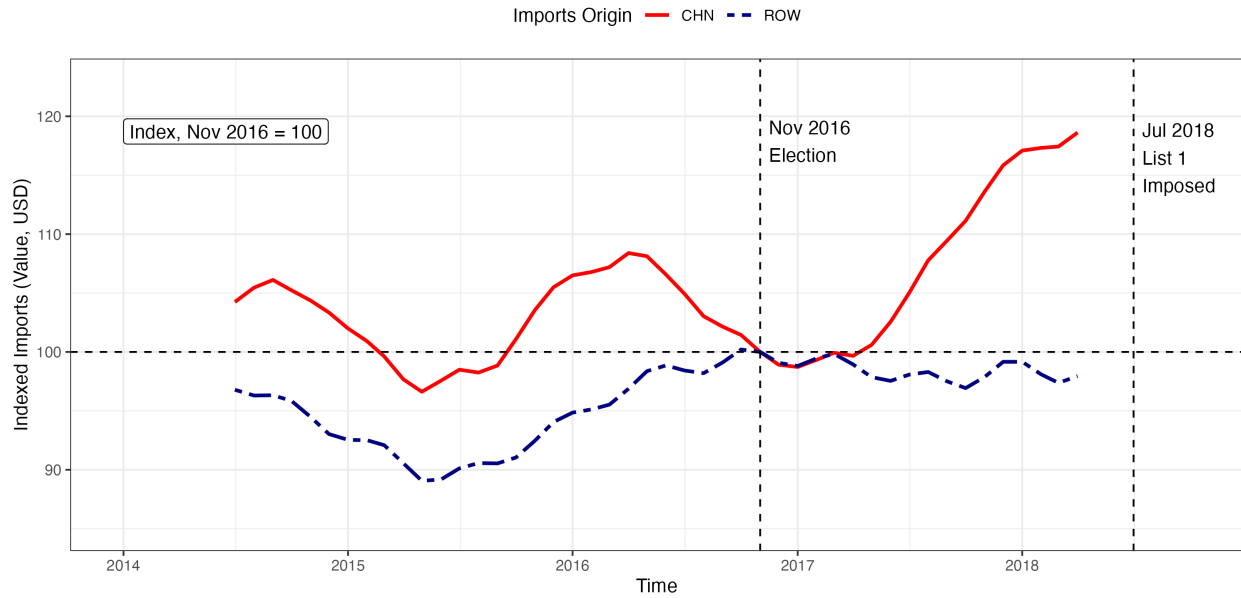 Imports Origin CHN ROW
120
110
100
90
Indexed Imports (Value, USD)
Index, Nov 2016 = 100
Nov 2016
Election
Jul 2018
List 1
Imposed
2014 2015 2016 2017 2018
Time